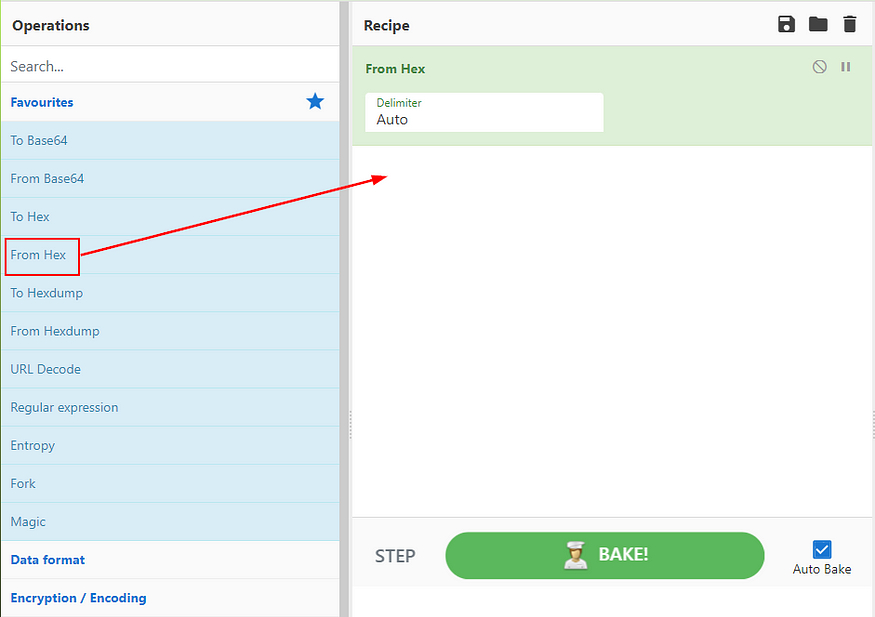 Operations
Search...
Favourites
To Base64
From Base64
To Hex
From Hex
To Hexdump
From Hexdump
URL Decode
Regular expression
Entropy
Fork
Magic
Data format
Encryption / Encoding
Recipe
From Hex
Delimiter
Auto
STEP
BAKE!
Auto Bake